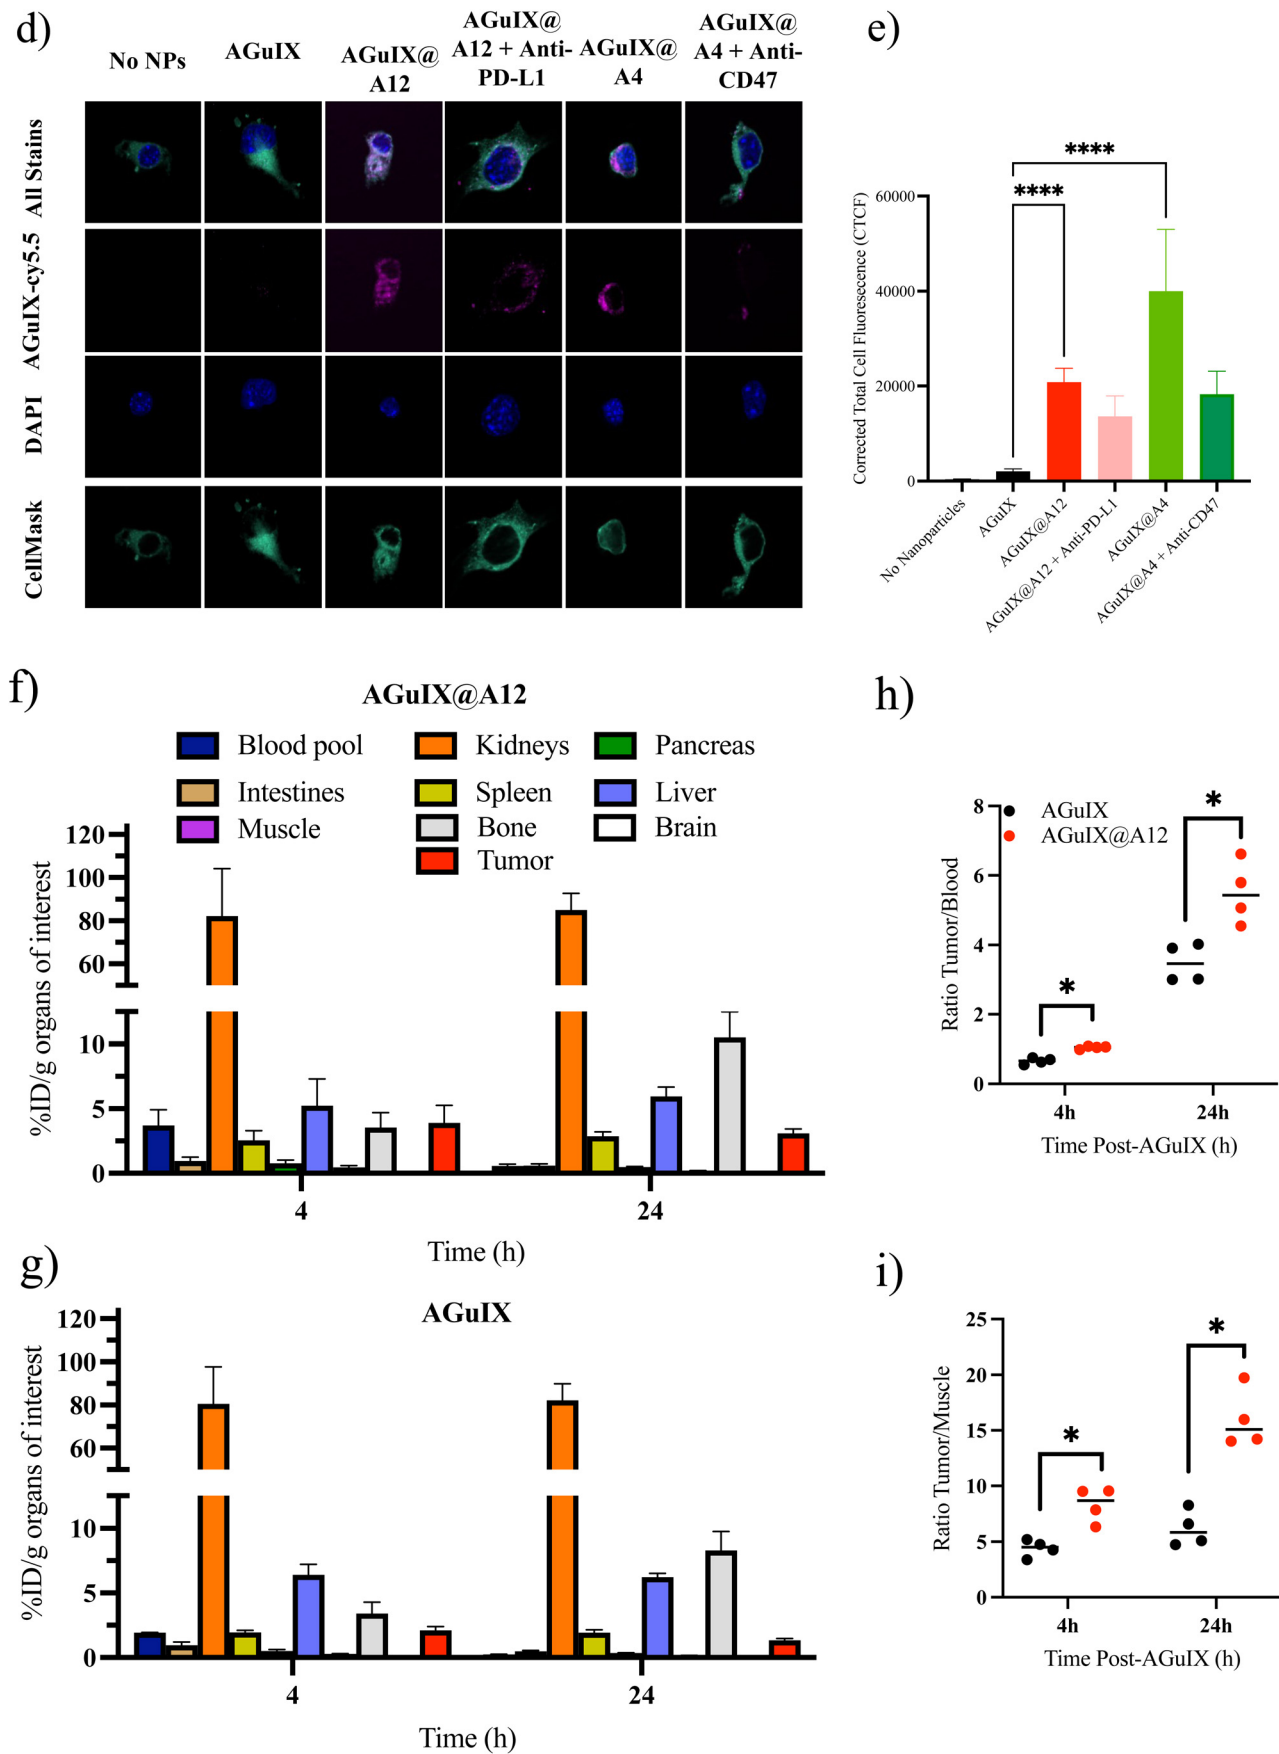 d)
No NPs
AGuIX
AGuIX@
A12
AGuIX@
A12 + Anti-
PD-L1
AGuIX@
A4
AGuIX@
A4 + Anti-
CD47
All Stains
AGuIX-cy5.5
DAPI
CellMask
e)
Corrected Total Cell Fluoresecence (CTCF)
60000
40000
20000
0
****
****
No Nanoparticles
AGuIX
AGuIX@A12
AGuIX@A12 + Anti-PD-L1
AGuIX@A4
AGuIX@A4 + Anti-CD47
f)
AGuIX@A12
Blood pool
Kidneys
Pancreas
Intestines
Spleen
Liver
Muscle
Bone
Brain
Tumor
%ID/g organs of interest
120
100
80
60
10
5
0
4
24
Time (h)
g)
AGuIX
%ID/g organs of interest
120
100
80
60
10
5
0
4
24
Time (h)
h)
Ratio Tumor/Blood
8
6
4
2
0
AGuIX
AGuIX@A12
*
*
4h
24h
Time Post-AGuIX (h)
i)
Ratio Tumor/Muscle
25
20
15
10
5
0
*
*
4h
24h
Time Post-AGuIX (h)